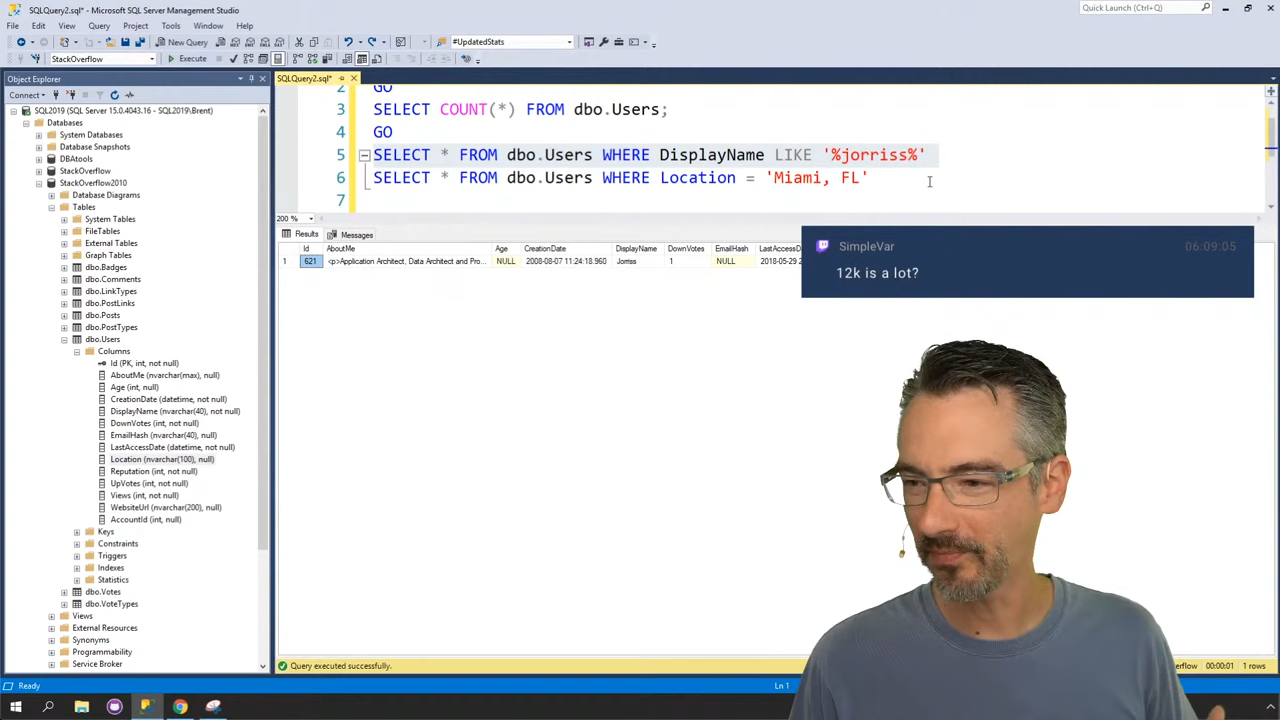 SQLQuery2.sql* - Microsoft SQL Server Management Studio
Quick Launch (Ctrl+Q)
File Edit View Query Project Tools Window Help
New Query
#UpdatedStats
StackOverflow
Execute
Object Explorer
SQLQuery2.sql*
Connect
SQL2019 (SQL Server 15.0.4043.16 - SQL2019\Brent)
Databases
System Databases
Database Snapshots
DBAtools
StackOverflow
StackOverflow2010
Database Diagrams
Tables
System Tables
FileTables
External Tables
Graph Tables
dbo.Badges
dbo.Comments
dbo.LinkTypes
dbo.PostLinks
dbo.Posts
dbo.PostTypes
dbo.Users
Columns
Id (PK, int, not null)
AboutMe (nvarchar(max), null)
Age (int, null)
CreationDate (datetime, not null)
DisplayName (nvarchar(40), not null)
DownVotes (int, not null)
EmailHash (nvarchar(40), null)
LastAccessDate (datetime, not null)
Location (nvarchar(100), null)
Reputation (int, not null)
UpVotes (int, not null)
Views (int, not null)
WebsiteUrl (nvarchar(200), null)
AccountId (int, null)
Keys
Constraints
Triggers
Indexes
Statistics
dbo.Votes
dbo.VoteTypes
Views
External Resources
Synonyms
Programmability
Service Broker
2 GO
3 SELECT COUNT(*) FROM dbo.Users;
4 GO
5 SELECT * FROM dbo.Users WHERE DisplayName LIKE '%jorriss%'
6 SELECT * FROM dbo.Users WHERE Location = 'Miami, FL'
7
200 %
Results Messages
Id AboutMe Age CreationDate DisplayName DownVotes EmailHash
1 621 <p>Application Architect, Data Architect and Pro... NULL 2008-08-07 11:24:18.960 Jorriss 1 NULL 2018-05-29
SimpleVar 06:09:05
12k is a lot?
Query executed successfully.
00:00:01 1 rows
Ready
Ln 1